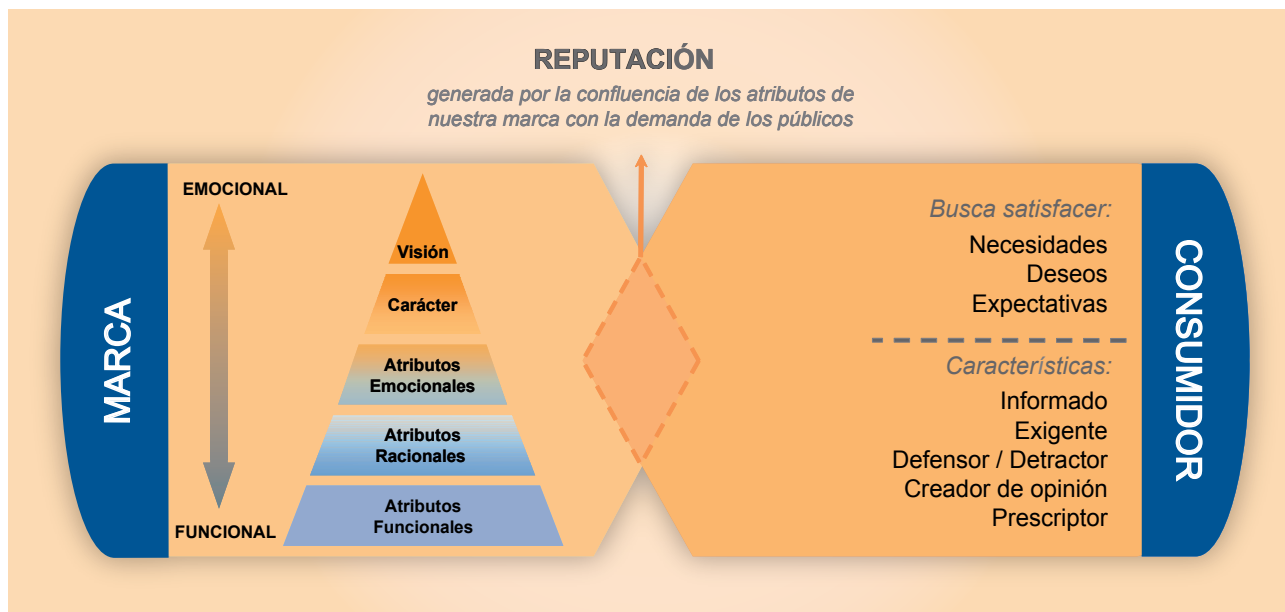 REPUTACIÓN
generada por la confluencia de los atributos de
nuestra marca con la demanda de los públicos
MARCA
EMOCIONAL
FUNCIONAL
Visión
Carácter
Atributos
Emocionales
Atributos
Racionales
Atributos
Funcionales
Busca satisfacer:
Necesidades
Deseos
Expectativas
Características:
Informado
Exigente
Defensor / Detractor
Creador de opinión
Prescriptor
CONSUMIDOR